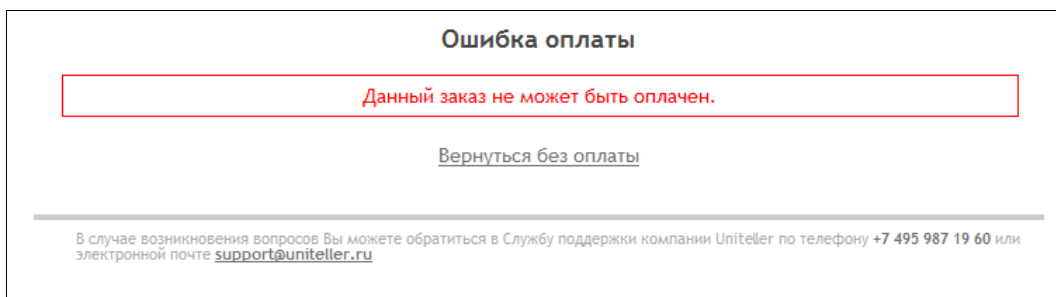 Ошибка оплаты
Данный заказ не может быть оплачен.
Вернуться без оплаты
В случае возникновения вопросов Вы можете обратиться в Службу поддержки компании Uniteller по телефону +7 495 987 19 60 или
электронной почте support@uniteller.ru